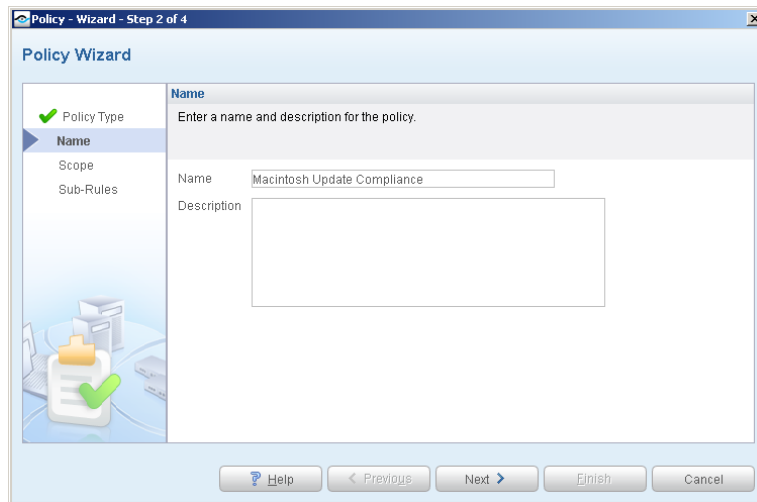 Policy - Wizard - Step 2 of 4
Policy Wizard
Policy Type
Name
Scope
Sub-Rules
Name
Enter a name and description for the policy.
Name Macintosh Update Compliance
Description
Help
Previous
Next
Finish
Cancel